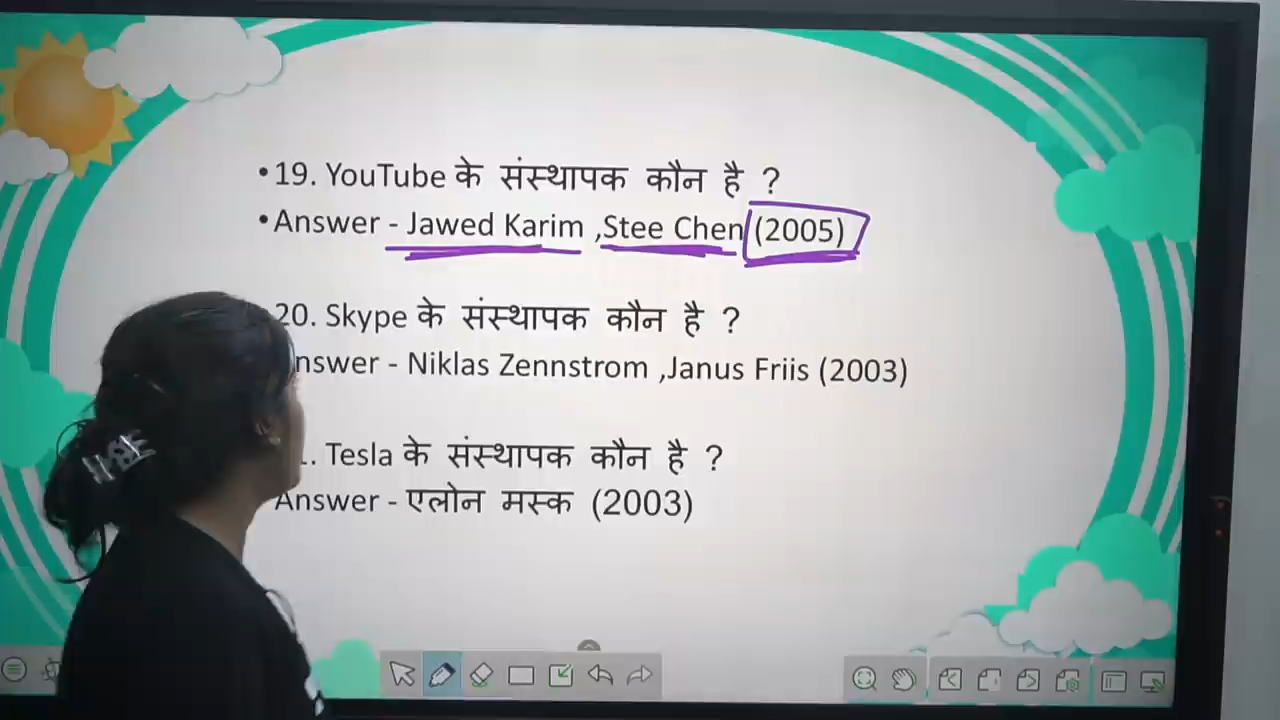 •19. YouTube के संस्थापक कौन है ?
•Answer - Jawed Karim ,Stee Chen (2005)
20. Skype के संस्थापक कौन है ?
nswer - Niklas Zennstrom ,Janus Friis (2003)
. Tesla के संस्थापक कौन है ?
Answer - एलोन मस्क (2003)